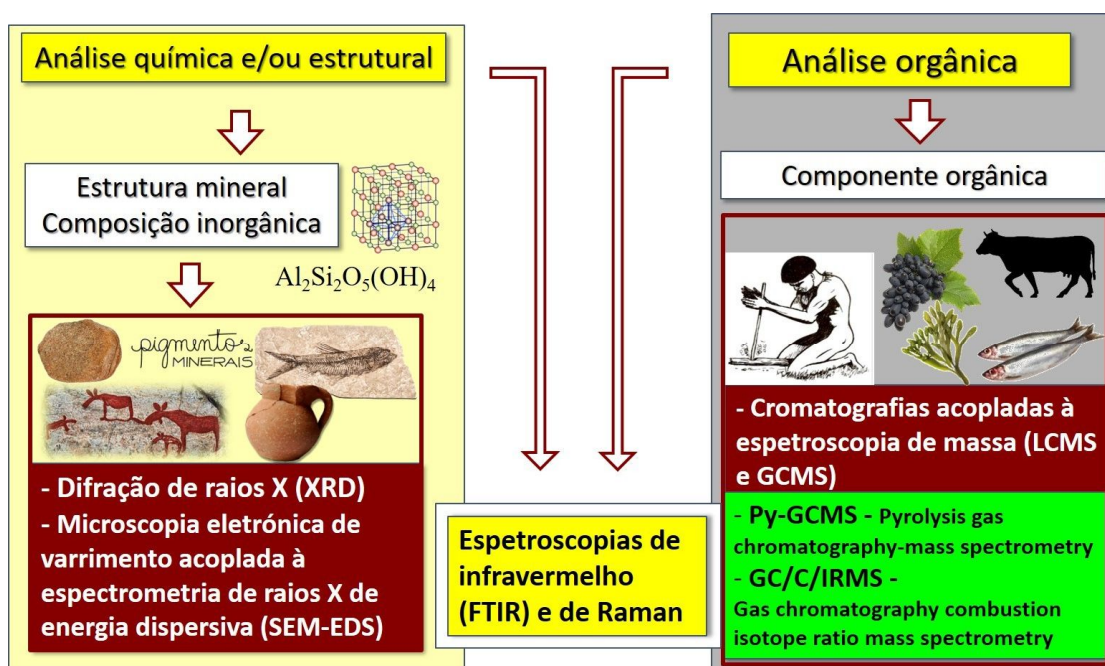 Análise química e/ou estrutural
Estrutura mineral
Composição inorgânica
Al2Si2O5(OH)4
pigmentos
MINERAIS
- Difração de raios X (XRD)
- Microscopia eletrónica de
varrimento acoplada à
espectrometria de raios X de
energia dispersiva (SEM-EDS)
Espetroscopias de
infravermelho
(FTIR) e de Raman
Análise orgânica
Componente orgânica
- Cromatografias acopladas à
espetroscopia de massa (LCMS
e GCMS)
- Py-GCMS - Pyrolysis gas
chromatography-mass spectrometry
- GC/C/IRMS -
Gas chromatography combustion
isotope ratio mass spectrometry